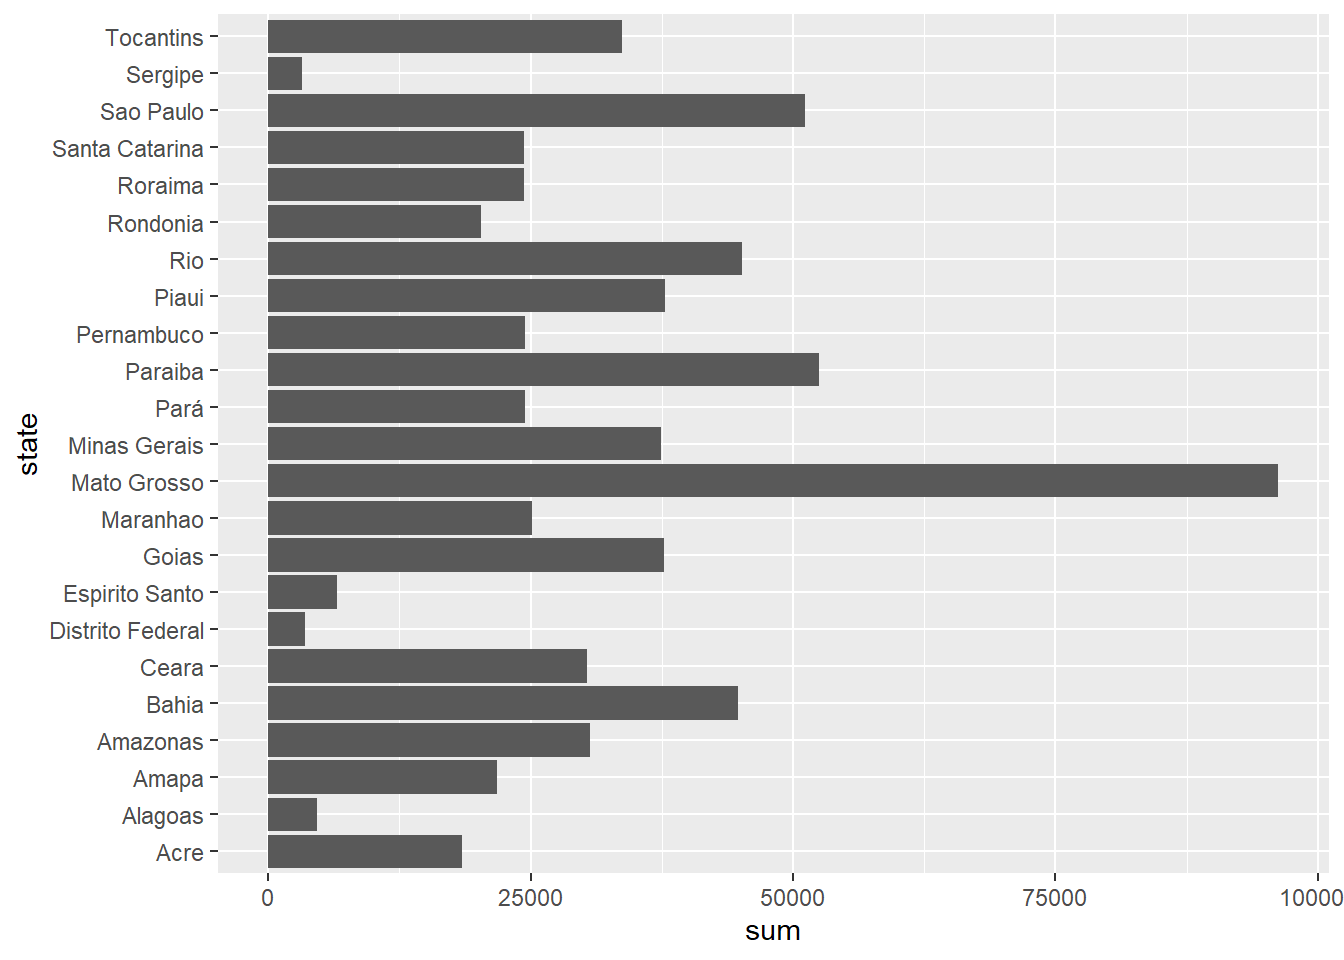 Tocantins
Sergipe
Sao Paulo
Santa Catarina
Roraima
Rondonia
Rio
Piaui
Pernambuco
Paraiba
Pará
Minas Gerais
Mato Grosso
Maranhao
Goias
Espirito Santo
Distrito Federal
Ceara
Bahia
Amazonas
Amapa
Alagoas
Acre
state
0 25000 50000 75000 10000
sum